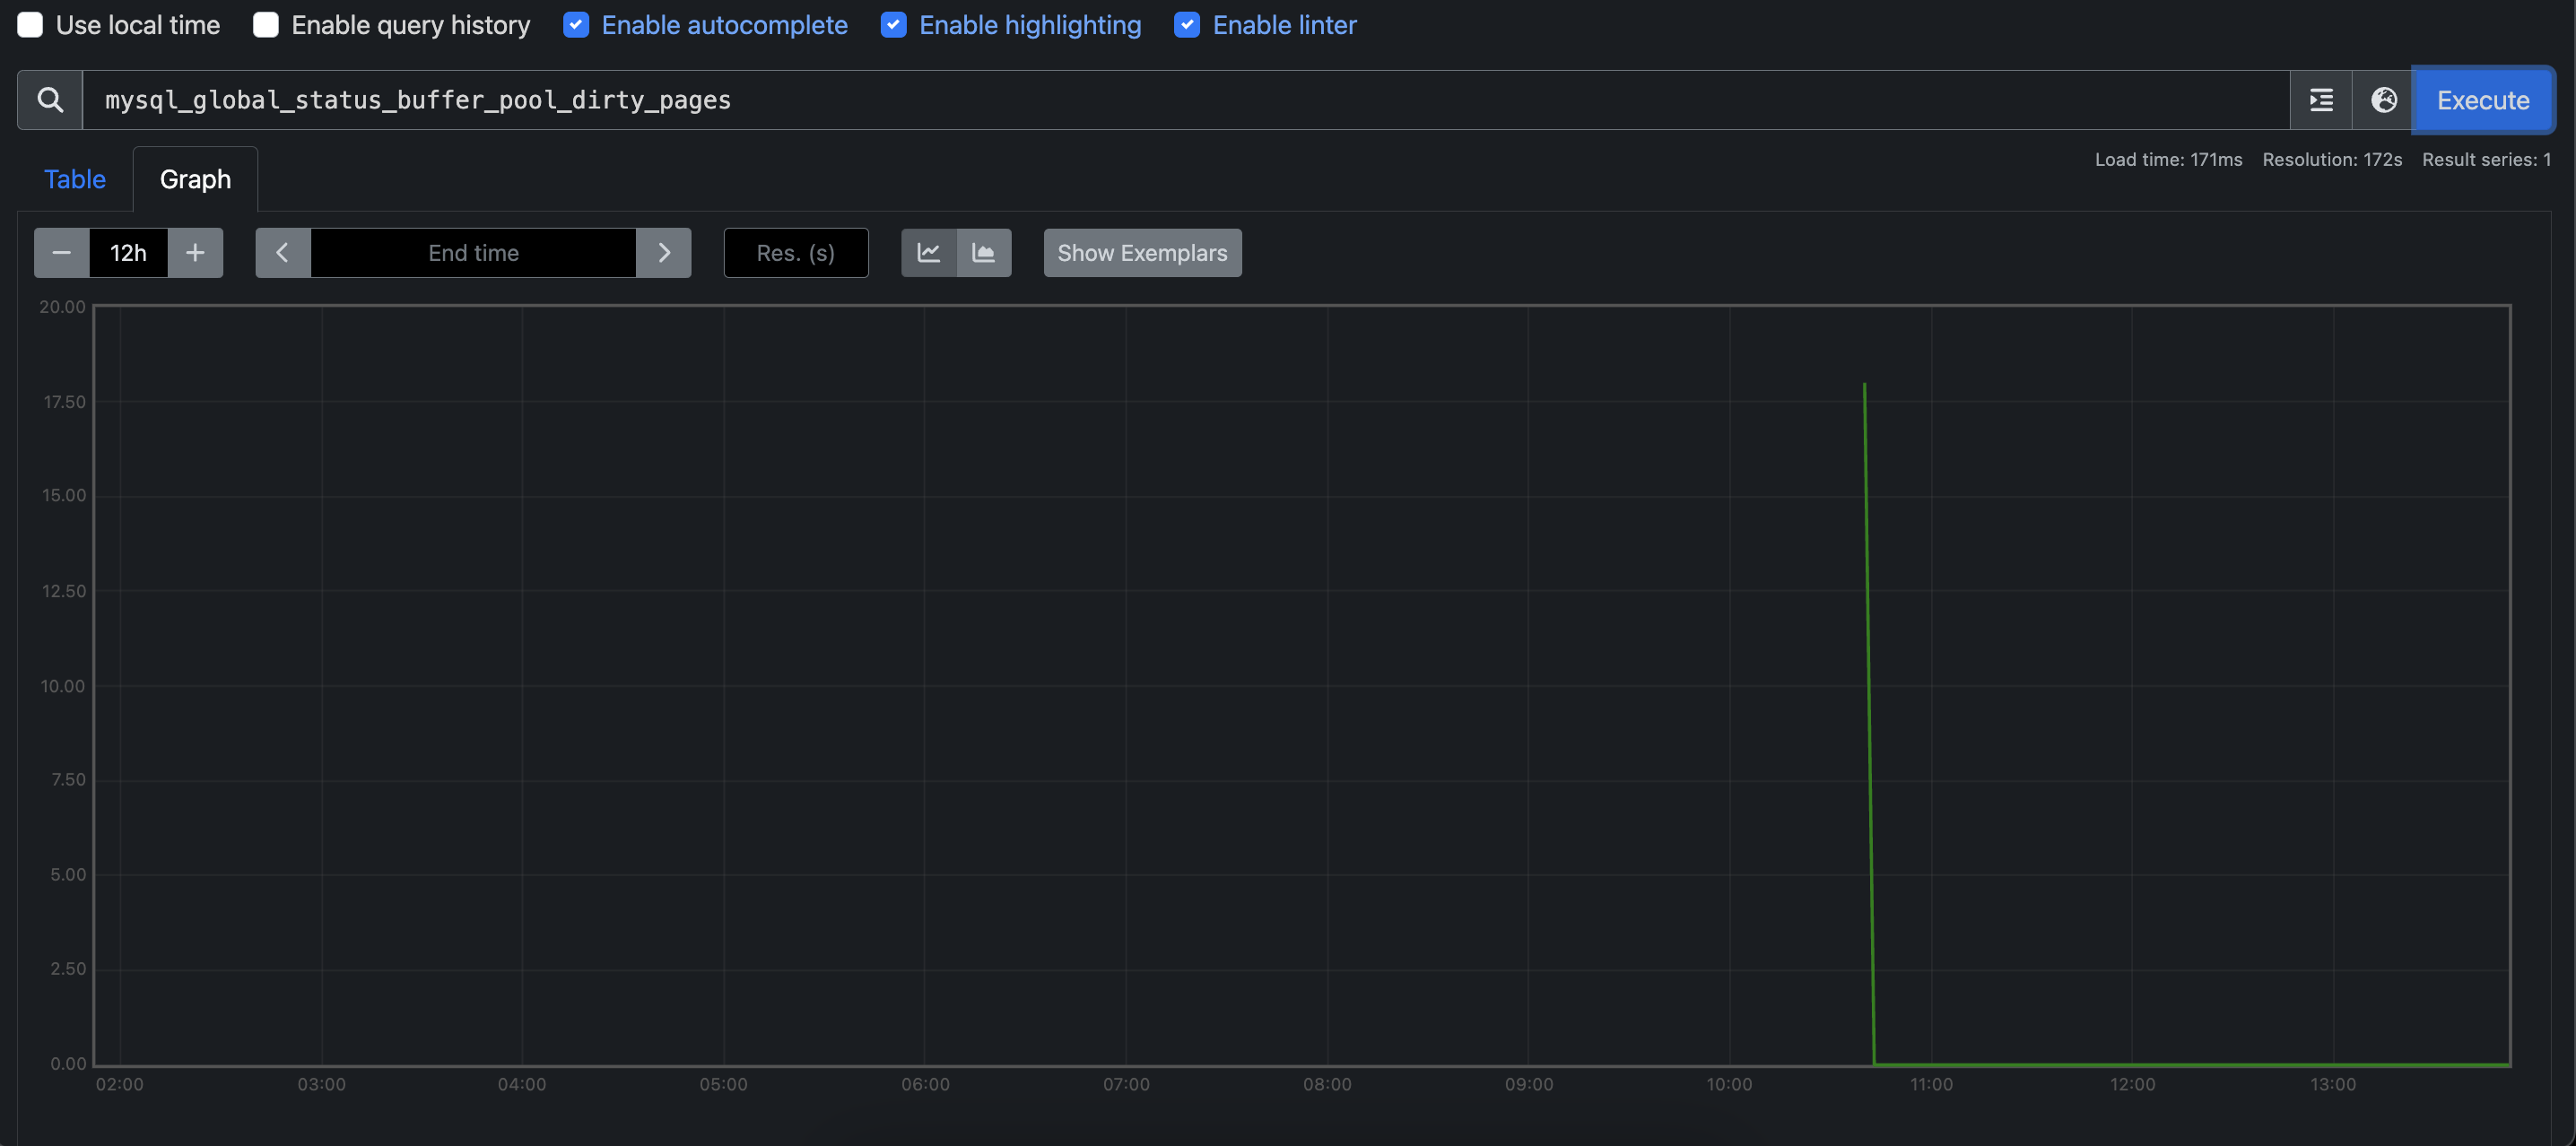 Use local time Enable query history Enable autocomplete Enable highlighting Enable linter
mysql_global_status_buffer_pool_dirty_pages Execute
Load time: 171ms Resolution: 172s Result series: 1
Table Graph
12h End time Res. (s) Show Exemplars
20.00
17.50
15.00
12.50
10.00
7.50
5.00
2.50
0.00
02:00 03:00 04:00 05:00 06:00 07:00 08:00 09:00 10:00 11:00 12:00 13:00